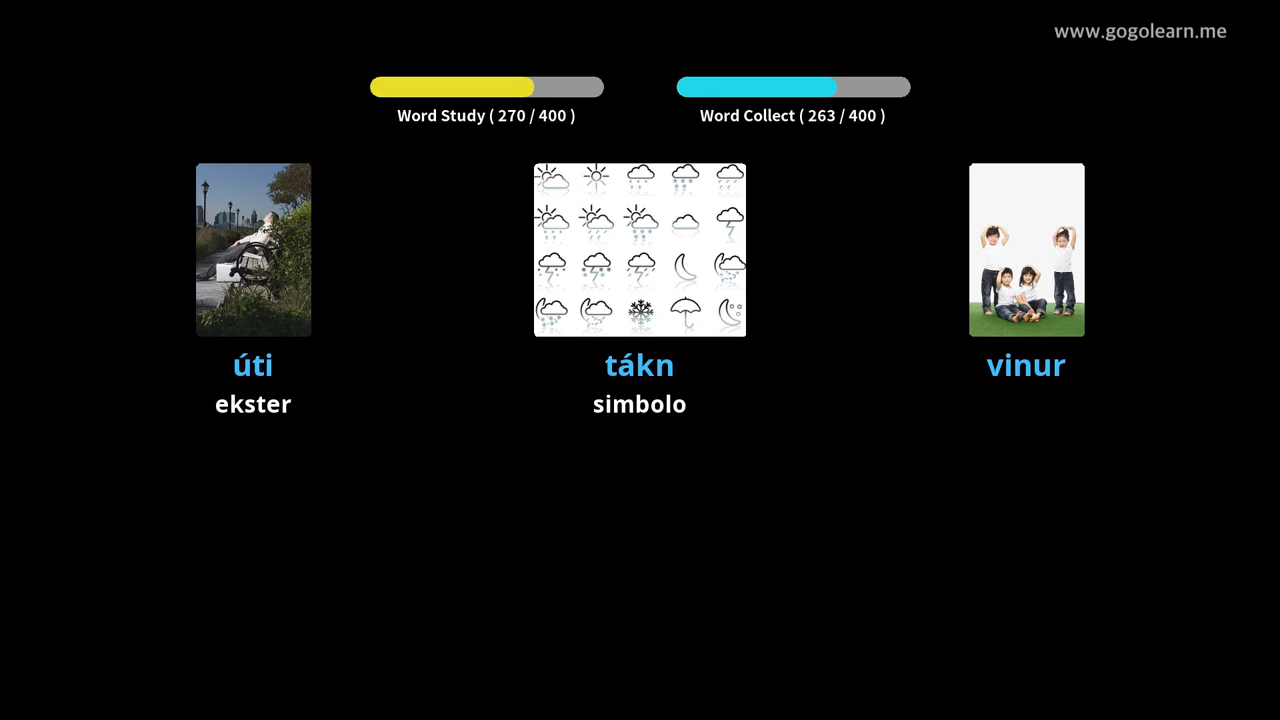 www.gogolearn.me
Word Study ( 270 / 400 )
Word Collect ( 263 / 400 )
úti
tákn
vinur
ekster
simbolo